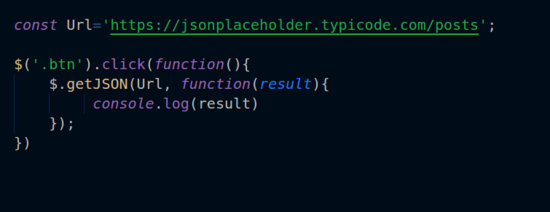 const Url='https://jsonplaceholder.typicode.com/posts';
$('.btn').click(function(){
    $.getJSON(Url, function(result){
        console.log(result)
    });
})